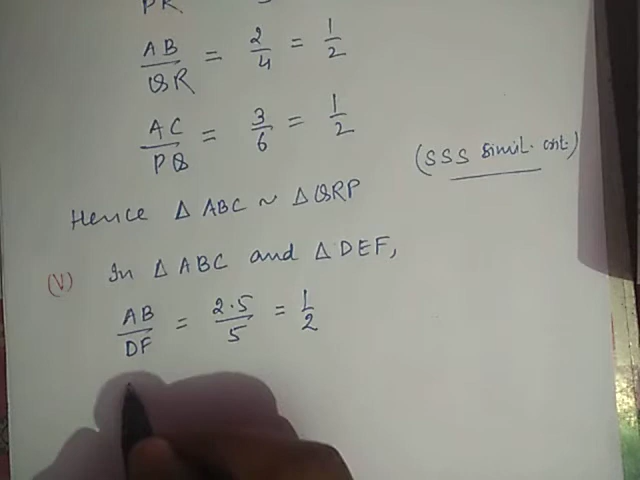 PR
AB/QR = 2/4 = 1/2
AC/PQ = 3/6 = 1/2
(SSS simil. crit.)
Hence Δ ABC ~ Δ QRP
(V) In Δ ABC and Δ DEF,
AB/DF = 2.5/5 = 1/2